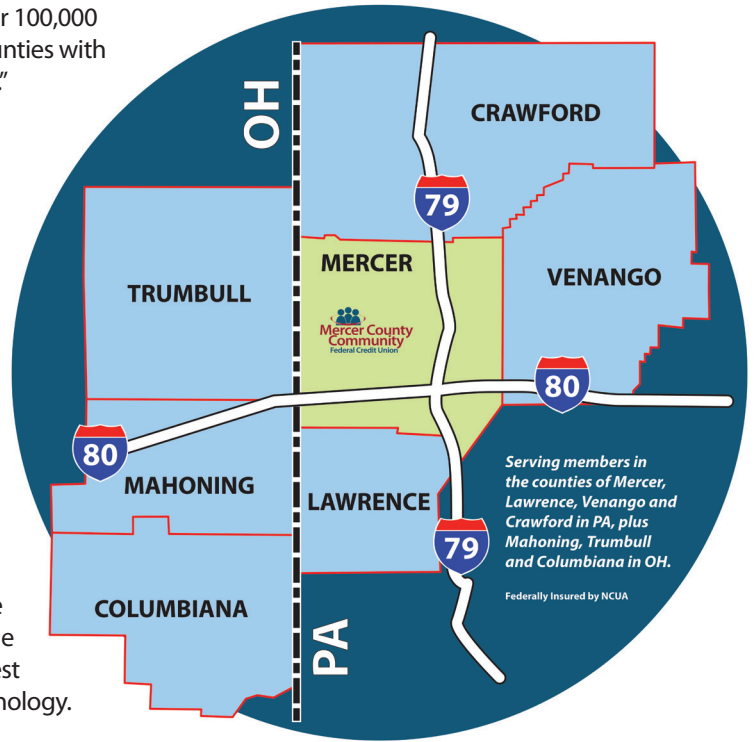 r 100,000
unties with
.”
OH
CRAWFORD
79
MERCER
VENANGO
TRUMBULL
Mercer County
Community
Federal Credit Union
80
80
MAHONING
LAWRENCE
Serving members in
the counties of Mercer,
Lawrence, Venango and
Crawford in PA, plus
Mahoning, Trumbull
and Columbiana in OH.
79
Federally Insured by NCUA
COLUMBIANA
PA
e
e
est
nology.